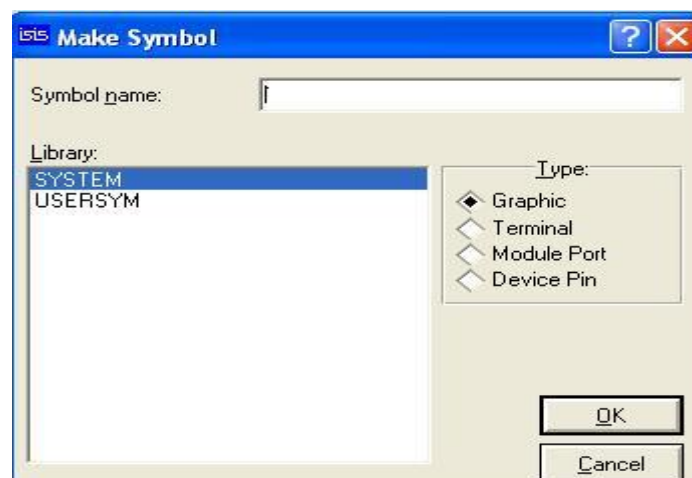 isis Make Symbol
Symbol name:
Library:
SYSTEM
USERSYM
Type:
Graphic
Terminal
Module Port
Device Pin
OK
Cancel